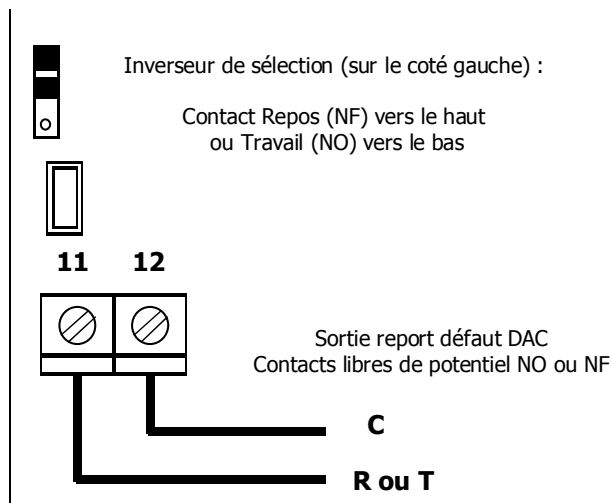 Inverseur de sélection (sur le coté gauche) :
Contact Repos (NF) vers le haut
ou Travail (NO) vers le bas
11 12
Sortie report défaut DAC
Contacts libres de potentiel NO ou NF
C
R ou T